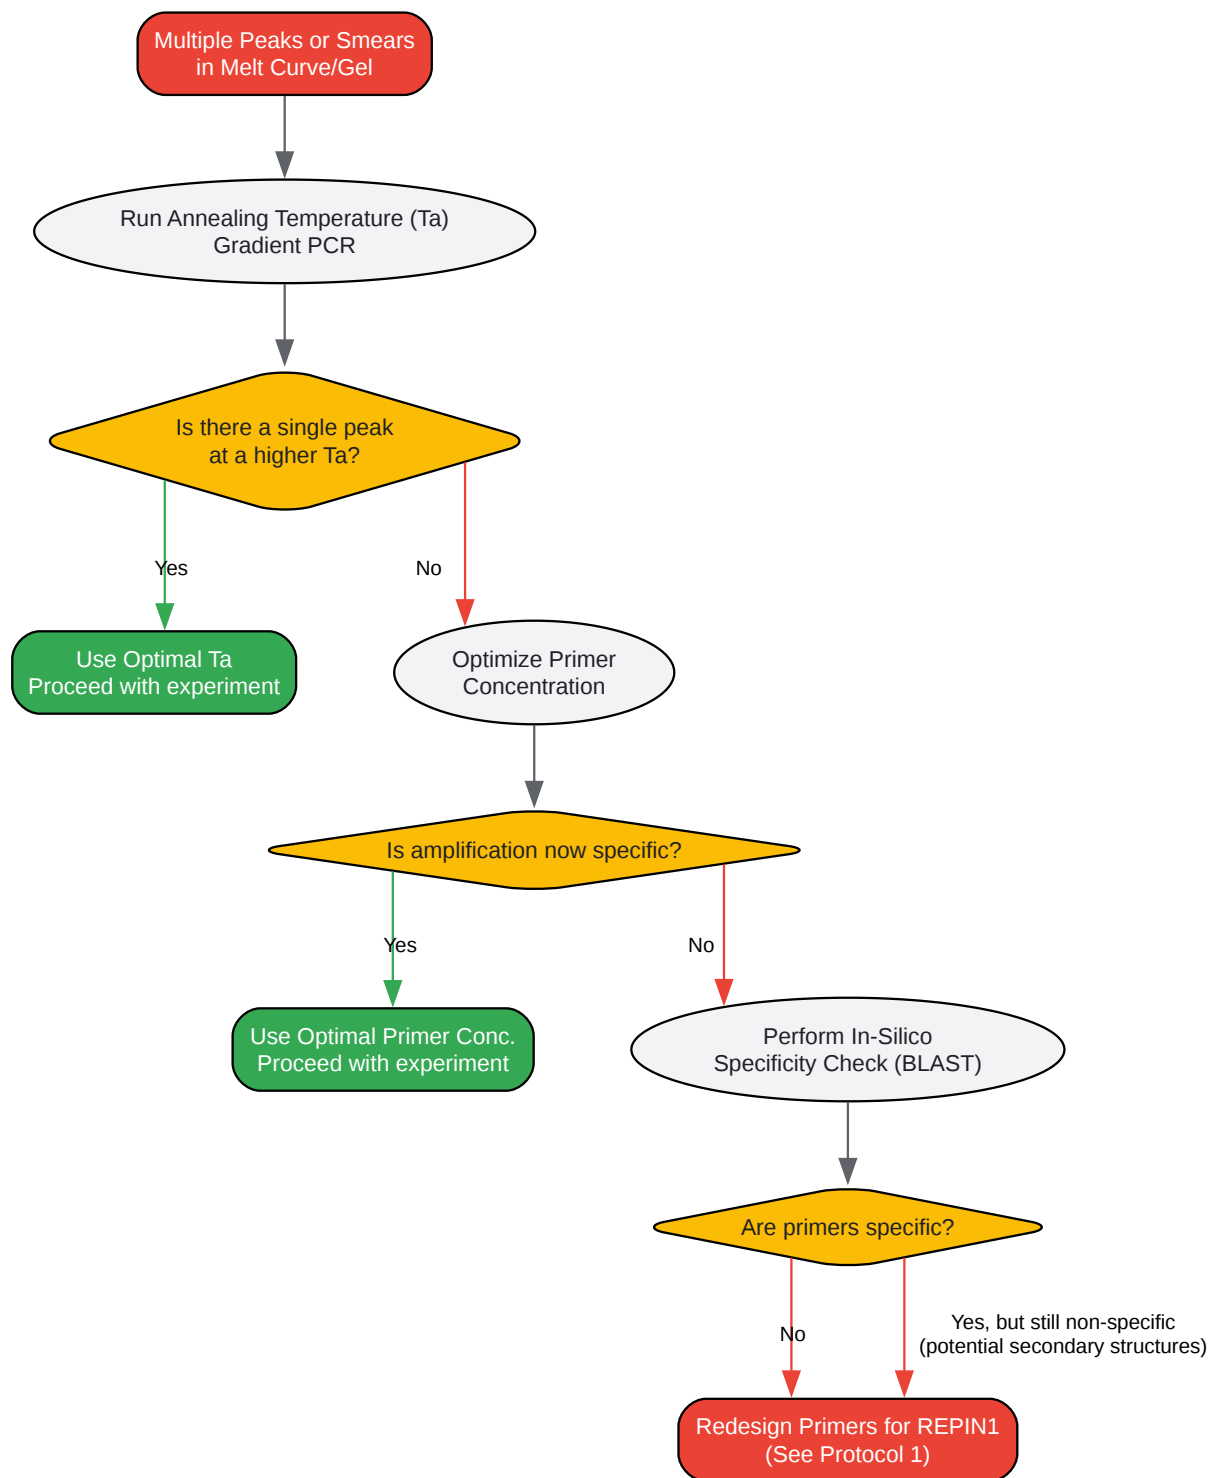 Multiple Peaks or Smears
in Melt Curve/Gel
Run Annealing Temperature (Ta)
Gradient PCR
Is there a single peak
at a higher Ta?
Yes
No
Use Optimal Ta
Proceed with experiment
Optimize Primer
Concentration
Is amplification now specific?
Yes
No
Use Optimal Primer Conc.
Proceed with experiment
Perform In-Silico
Specificity Check (BLAST)
Are primers specific?
No
Yes, but still non-specific
(potential secondary structures)
Redesign Primers for REPIN1
(See Protocol 1)